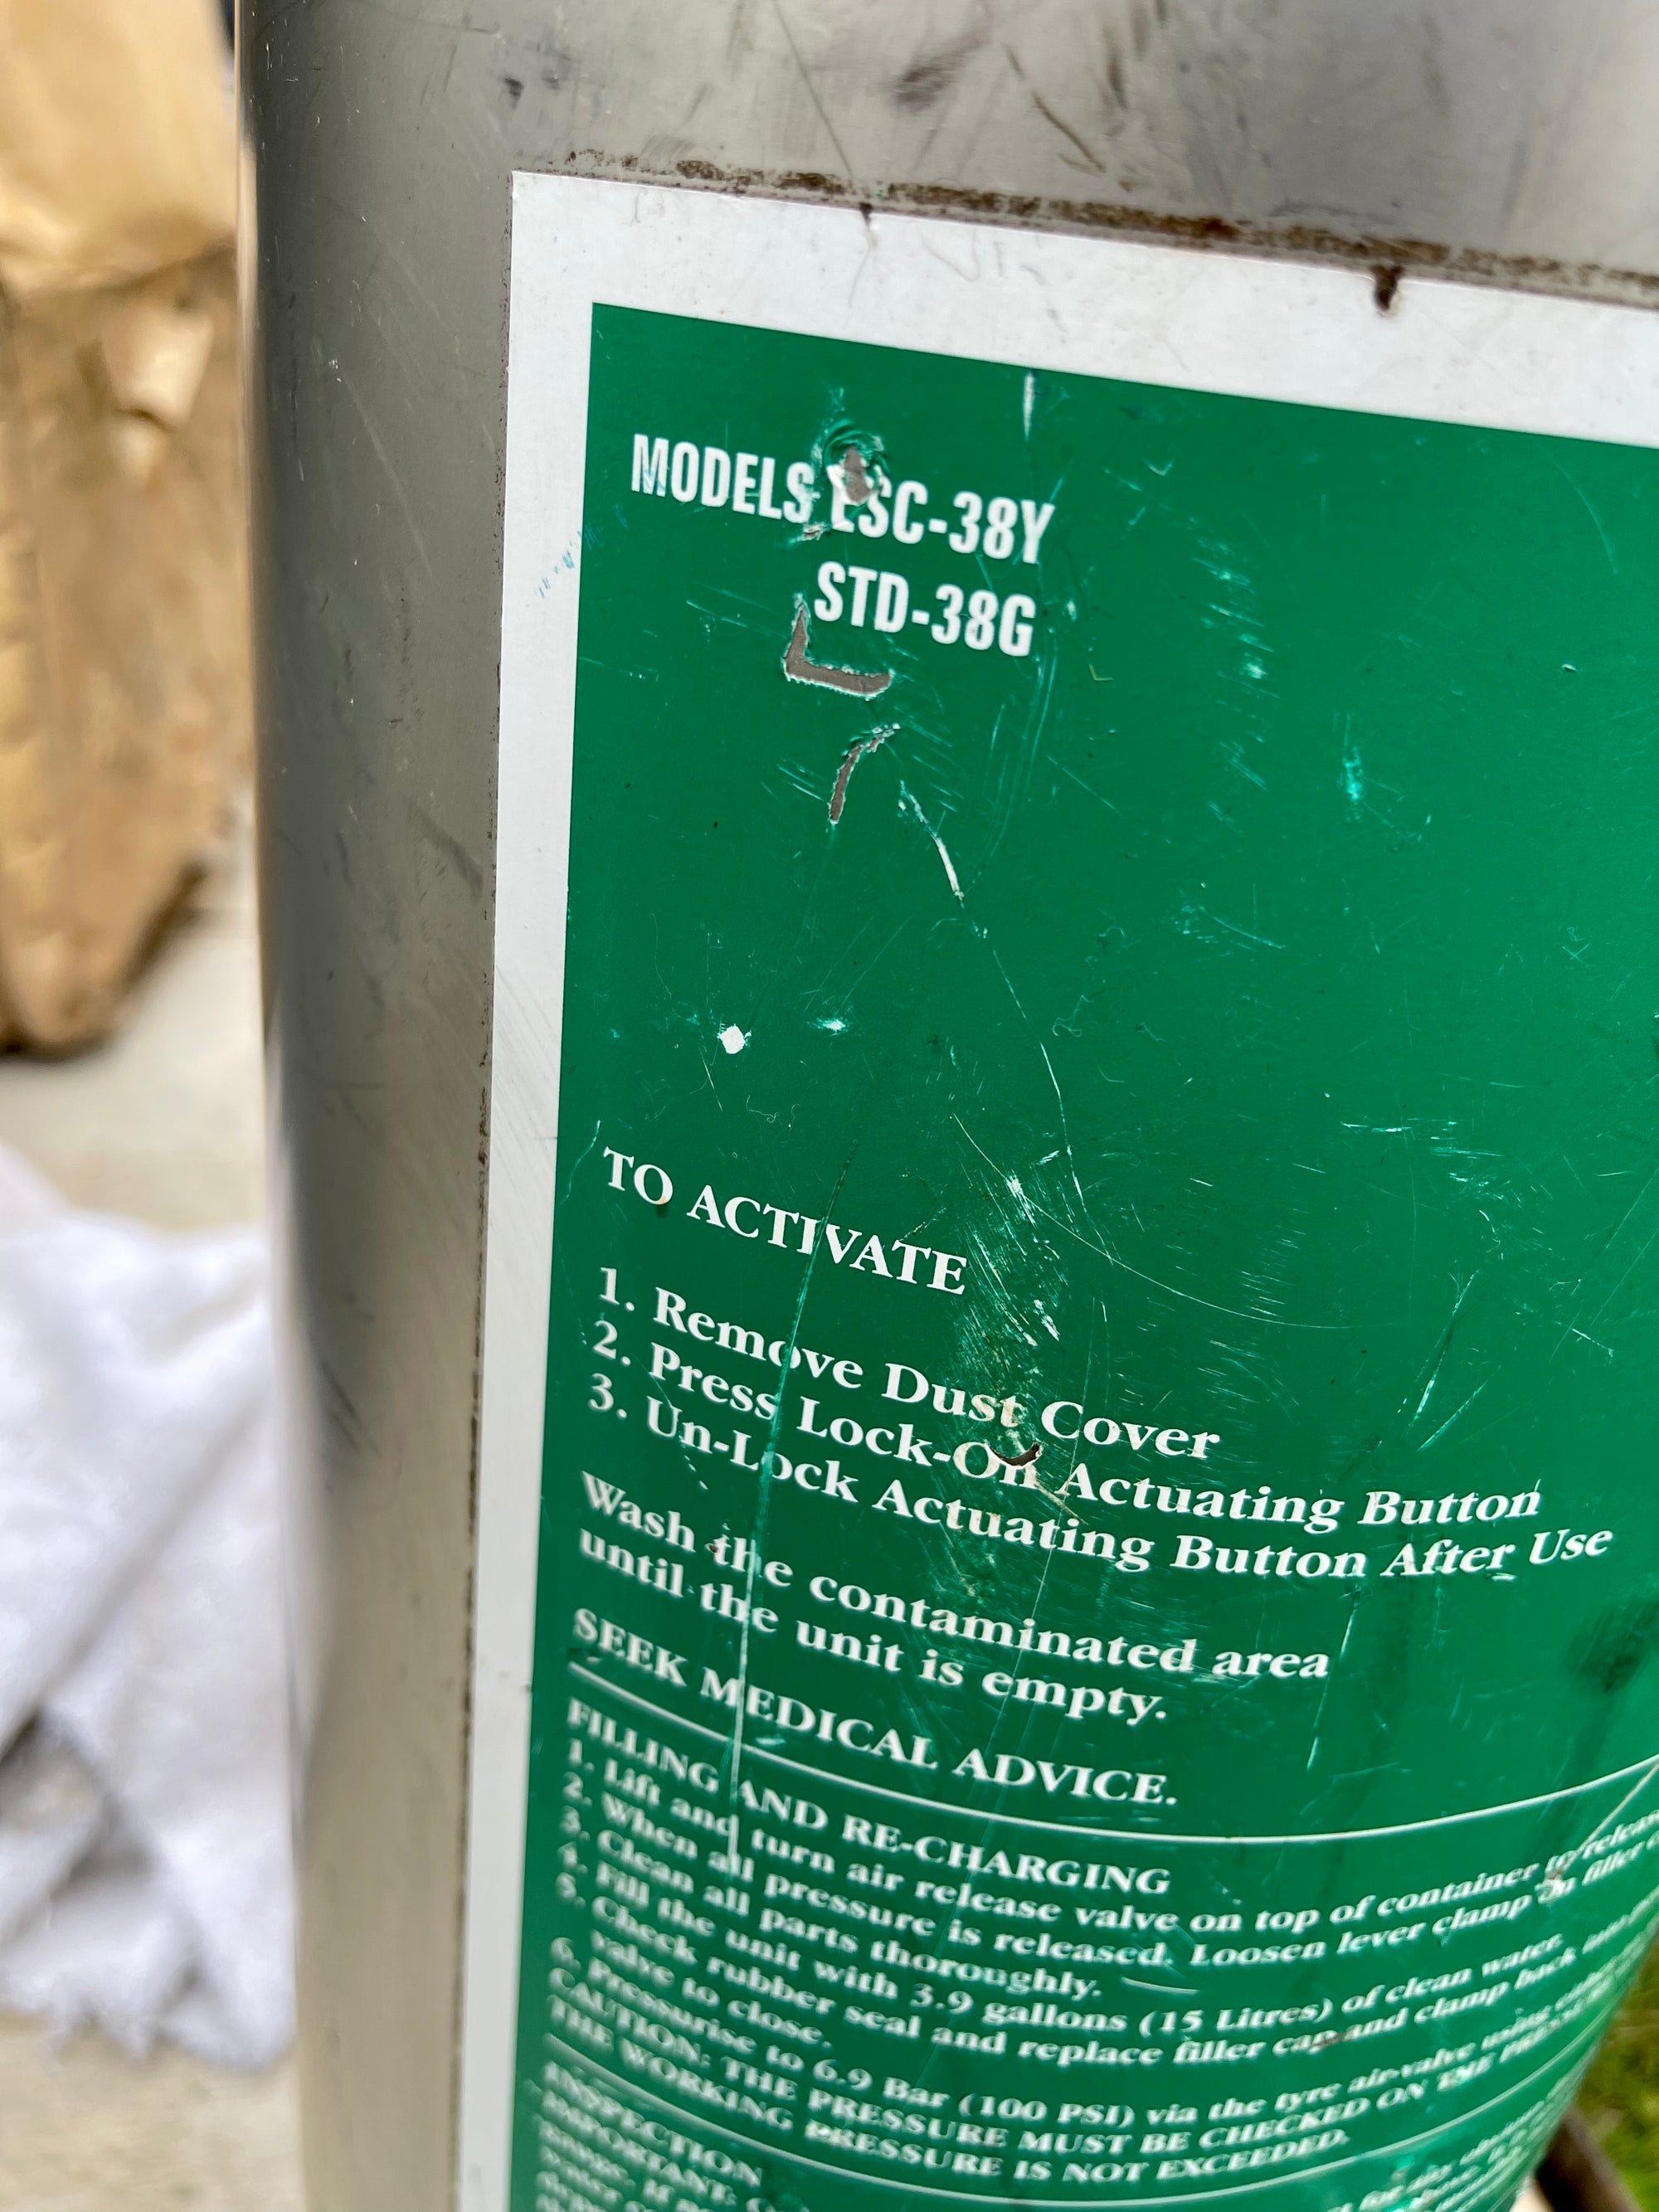 MODELS ESC-38Y
STD-38G
TO ACTIVATE
1. Remove Dust Cover
2. Press Lock-On Actuating Button
3. Un-Lock Actuating Button After Use
Wash the contaminated area
until the unit is empty.
SEEK MEDICAL ADVICE.
FILLING AND RE-CHARGING
1. Lift and turn air release valve on top of container to release
2. When all pressure is released. Loosen lever clamp on filler
3. Clean all parts thoroughly.
4. Fill the unit with 3.9 gallons (15 Litres) of clean water.
5. Check rubber seal and replace filler cap and clamp back
valve to close.
6. Pressurise to 6.9 Bar (100 PSI) via the tyre air-valve using
CAUTION: THE PRESSURE MUST BE CHECKED ON THE
THE WORKING PRESSURE IS NOT EXCEEDED.
INSPECTION
IMPORTANT: